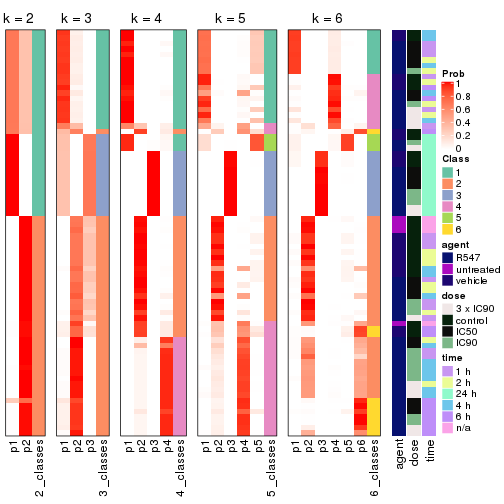 k = 2 k = 3 k = 4 k = 5 k = 6
p1 p2 2_classes p1 p2 p3 3_classes p1 p2 p3 p4 4_classes p1 p2 p3 p4 p5 5_classes p1 p2 p3 p4 p5 p6 6_classes agent dose time
Prob
1
0.8
0.6
0.4
0.2
0
Class
1
2
3
4
5
6
agent
R547
untreated
vehicle
dose
3 x IC90
control
IC50
IC90
time
1 h
2 h
24 h
4 h
6 h
n/a